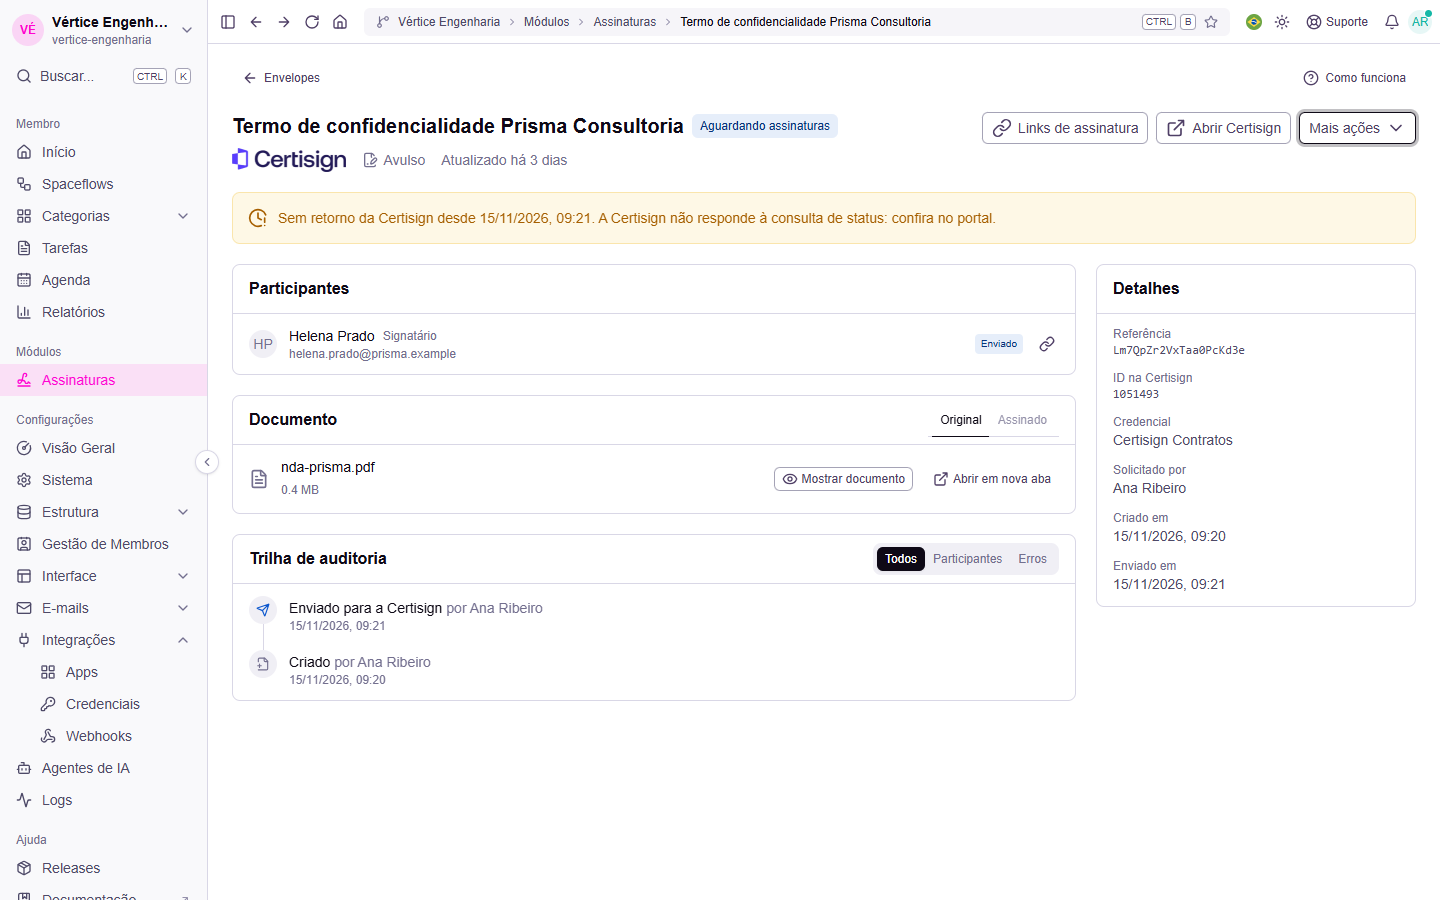 VÉ
Vértice Engenh...
vertice-engenharia
Buscar...
CTRL K
Membro
Início
Spaceflows
Categorias
Tarefas
Agenda
Relatórios
Módulos
Assinaturas
Configurações
Visão Geral
Sistema
Estrutura
Gestão de Membros
Interface
E-mails
Integrações
Apps
Credenciais
Webhooks
Agentes de IA
Logs
Ajuda
Releases
Documentação
Vértice Engenharia
Módulos
Assinaturas
Termo de confidencialidade Prisma Consultoria
CTRL B
Suporte
AR
Envelopes
Como funciona
Termo de confidencialidade Prisma Consultoria
Aguardando assinaturas
Links de assinatura
Abrir Certisign
Mais ações
Certisign
Avulso
Atualizado há 3 dias
Sem retorno da Certisign desde 15/11/2026, 09:21. A Certisign não responde à consulta de status: confira no portal.
Participantes
HP
Helena Prado Signatário
helena.prado@prisma.example
Enviado
Documento
Original
Assinado
nda-prisma.pdf
0.4 MB
Mostrar documento
Abrir em nova aba
Trilha de auditoria
Todos
Participantes
Erros
Enviado para a Certisign por Ana Ribeiro
15/11/2026, 09:21
Criado por Ana Ribeiro
15/11/2026, 09:20
Detalhes
Referência
Lm7QpZr2VxTaa0PcKd3e
ID na Certisign
1051493
Credencial
Certisign Contratos
Solicitado por
Ana Ribeiro
Criado em
15/11/2026, 09:20
Enviado em
15/11/2026, 09:21